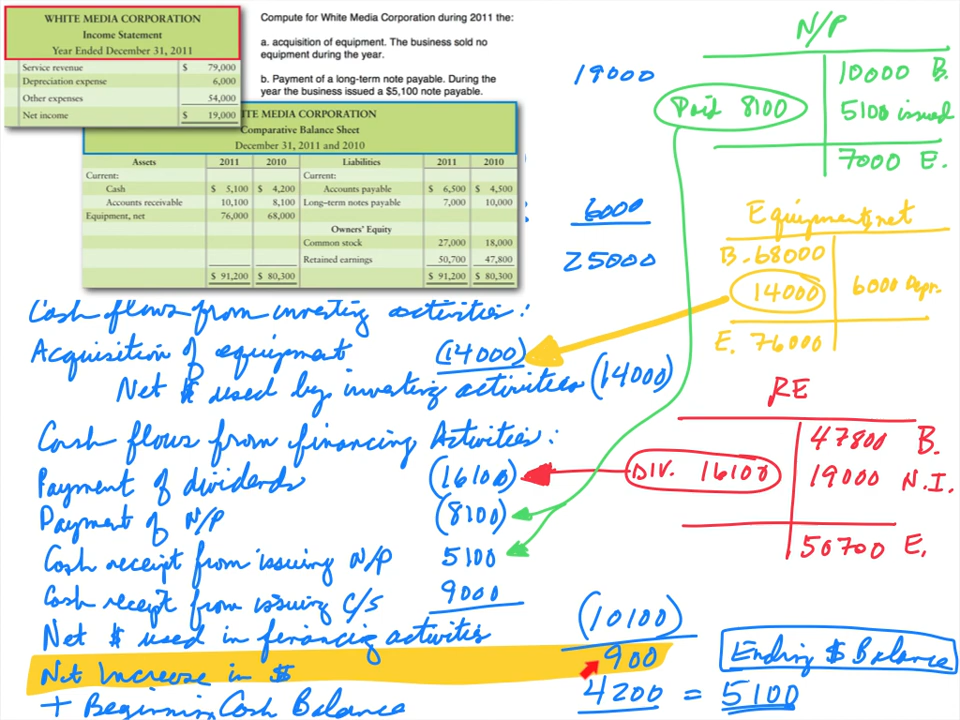 WHITE MEDIA CORPORATION
Income Statement
Year Ended December 31, 2011
Service revenue $ 79,000
Depreciation expense 6,000
Other expenses 54,000
Net income $ 19,000
Compute for White Media Corporation during 2011 the:
a. acquisition of equipment. The business sold no
equipment during the year.
b. Payment of a long-term note payable. During the
year the business issued a $5,100 note payable.
ITE MEDIA CORPORATION
Comparative Balance Sheet
December 31, 2011 and 2010
Assets 2011 2010 Liabilities 2011 2010
Current: Current:
Cash $ 5,100 $ 4,200 Accounts payable $ 6,500 $ 4,500
Accounts receivable 10,100 8,100 Long-term notes payable 7,000 10,000
Equipment, net 76,000 68,000
Owners' Equity
Common stock 27,000 18,000
Retained earnings 50,700 47,800
$ 91,200 $ 80,300 $ 91,200 $ 80,300
19000
6000
25000
N/P
10000 B.
Paid 8100 5100 issued
7000 E.
Equipment, net
B. 68000
14000 6000 Depr.
E. 76000
RE
47800 B.
DIV. 16100 19000 N.I.
50700 E.
Cash flows from investing activities:
Acquisition of equipment (14000)
Net $ used by investing activities (14000)
Cash flows from financing Activities:
Payment of dividends (16100)
Payment of N/P (8100)
Cash receipt from issuing N/P 5100
Cash receipt from issuing C/S 9000
Net $ used in financing activities (10100)
Net Increase in $ 900
+ Beginning Cash Balance 4200 = 5100
Ending $ Balance